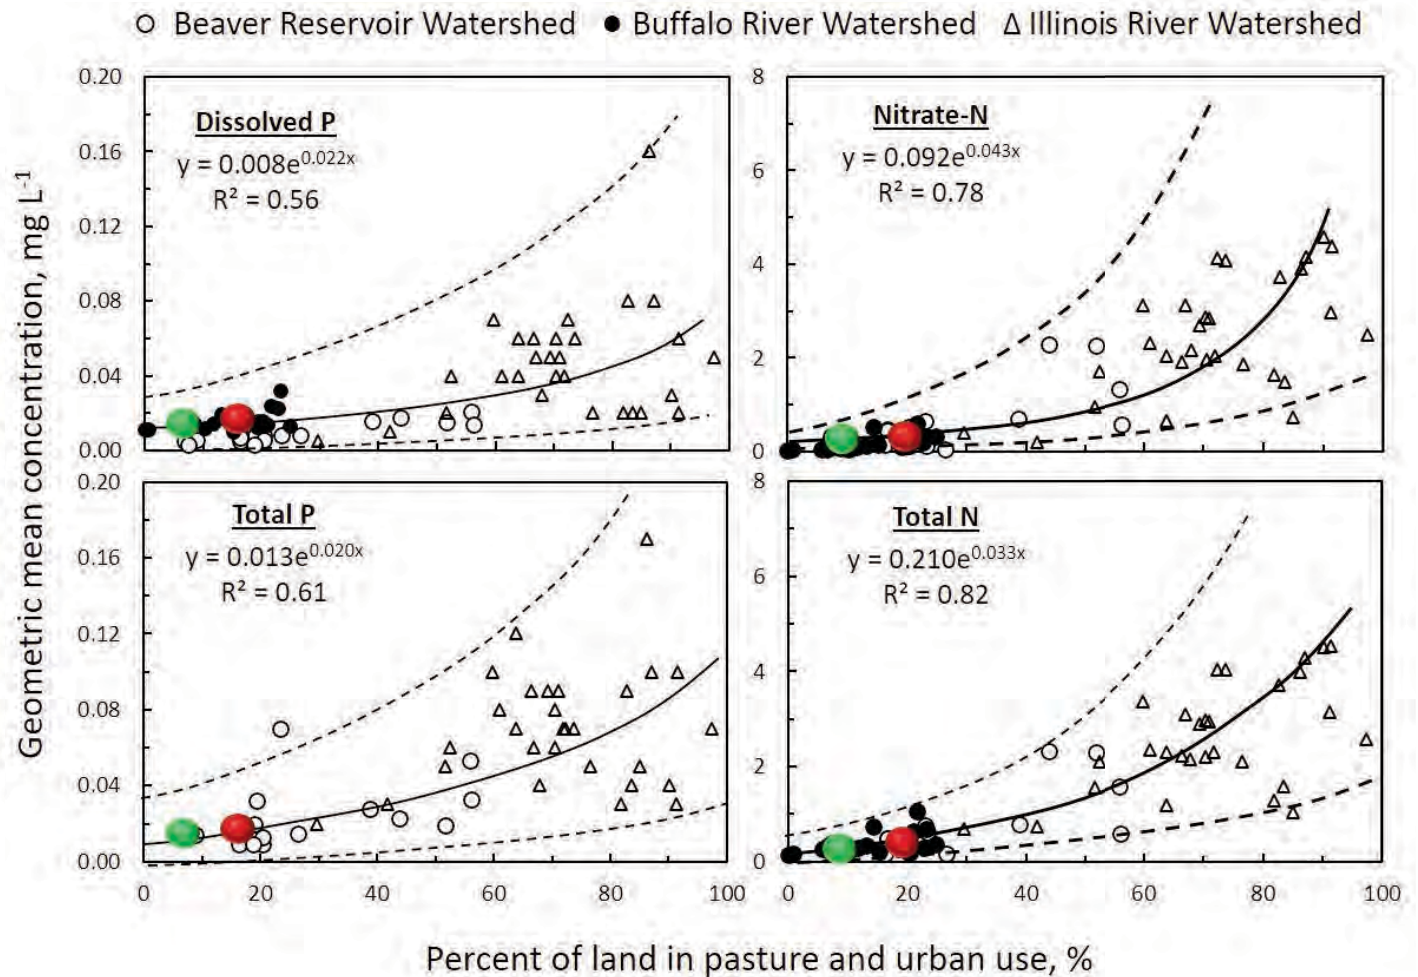 ○ Beaver Reservoir Watershed ● Buffalo River Watershed △ Illinois River Watershed
Geometric mean concentration, mg L⁻¹
0.20
0.16
0.12
0.08
0.04
0.00
Dissolved P
y = 0.008e^0.022x
R² = 0.56
8
6
4
2
0
Nitrate-N
y = 0.092e^0.043x
R² = 0.78
0.20
0.16
0.12
0.08
0.04
0.00
Total P
y = 0.013e^0.020x
R² = 0.61
0 20 40 60 80 100
8
6
4
2
0
Total N
y = 0.210e^0.033x
R² = 0.82
0 20 40 60 80 100
Percent of land in pasture and urban use, %